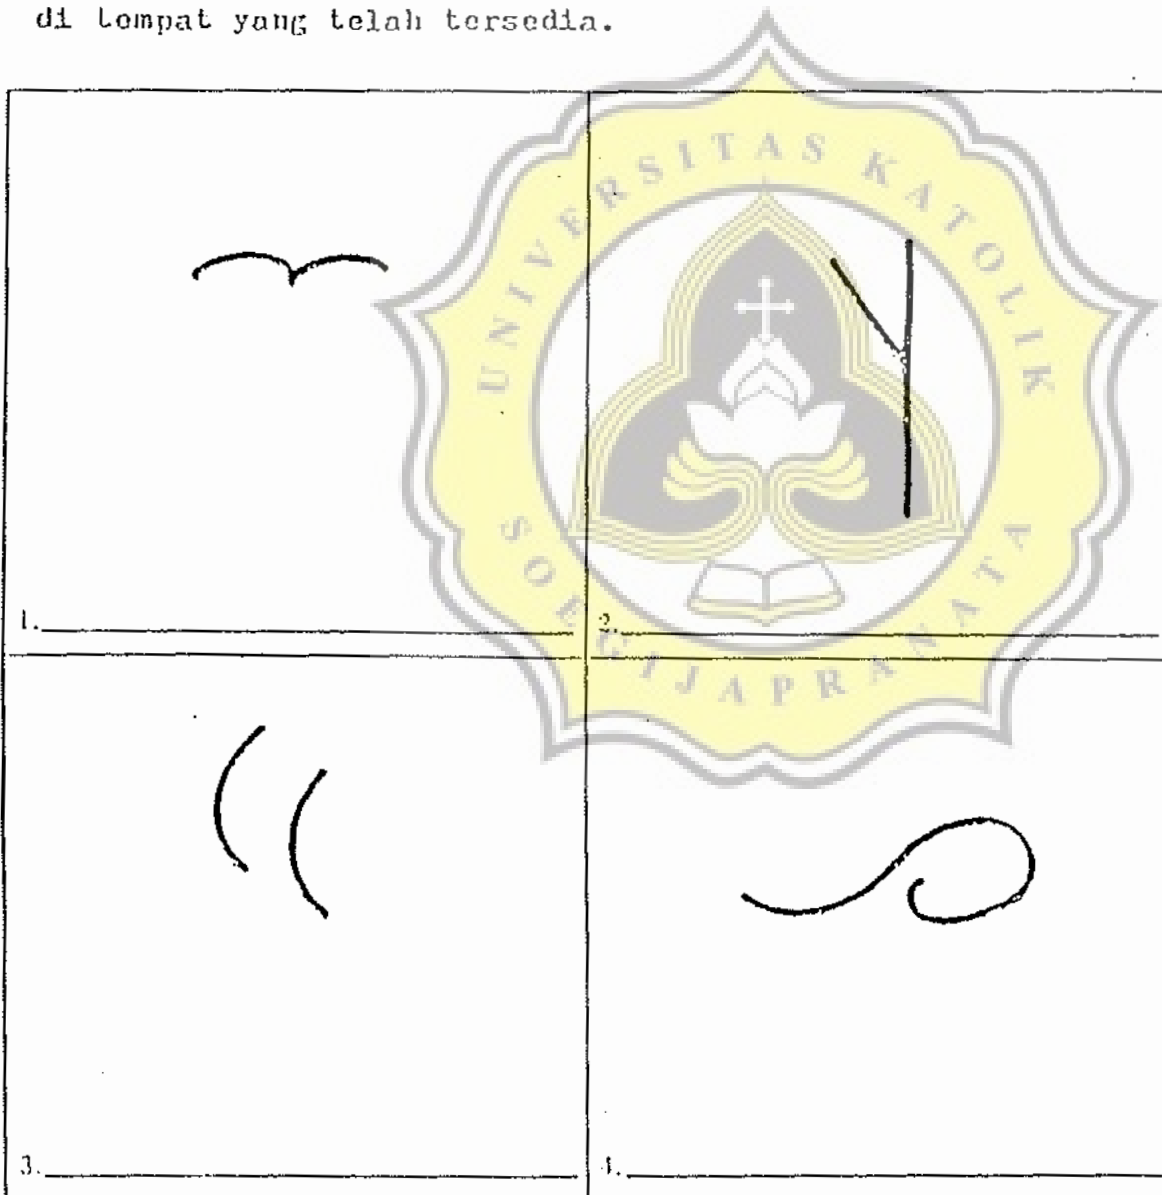 di tempat yang telah tersedia.
UNIVERSITAS KATOLIK
SOEGIJAPRANATA
1.
2.
3.
4.